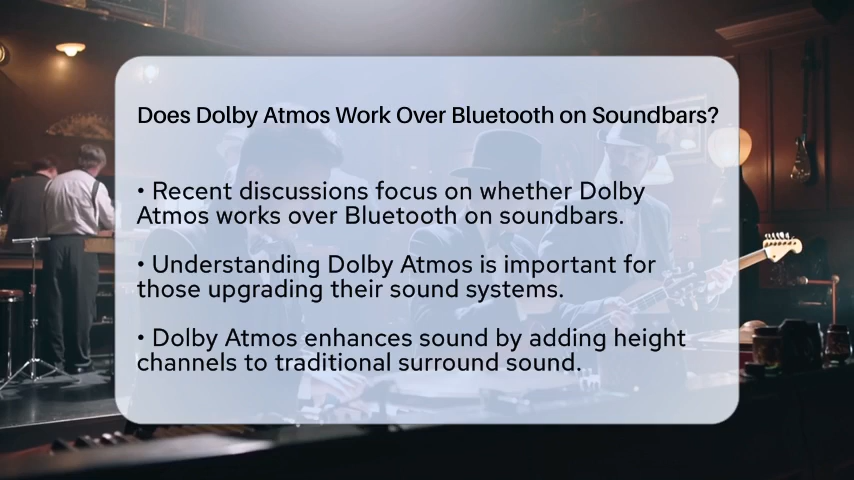 Does Dolby Atmos Work Over Bluetooth on Soundbars?
• Recent discussions focus on whether Dolby
Atmos works over Bluetooth on soundbars.
• Understanding Dolby Atmos is important for
those upgrading their sound systems.
• Dolby Atmos enhances sound by adding height
channels to traditional surround sound.